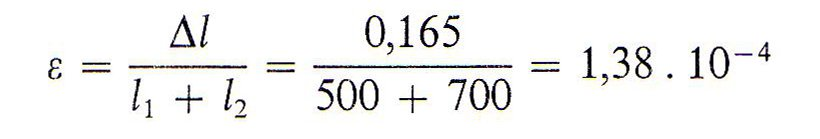 ε = Δl / (l₁ + l₂) = 0,165 / (500 + 700) = 1,38 . 10⁻⁴